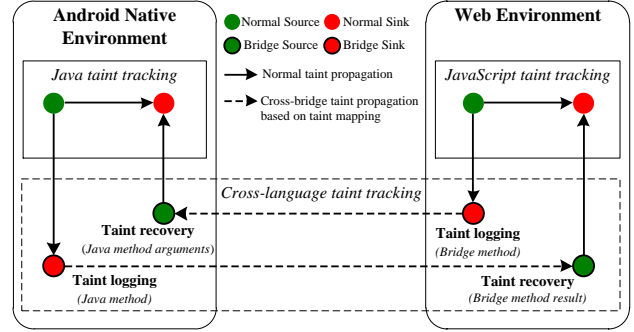 Android Native
Environment
Java taint tracking
Normal Source
Normal Sink
Bridge Source
Bridge Sink
Normal taint propagation
Cross-bridge taint propagation
based on taint mapping
Web Environment
JavaScript taint tracking
Cross-language taint tracking
Taint recovery
(Java method arguments)
Taint logging
(Java method)
Taint logging
(Bridge method)
Taint recovery
(Bridge method result)